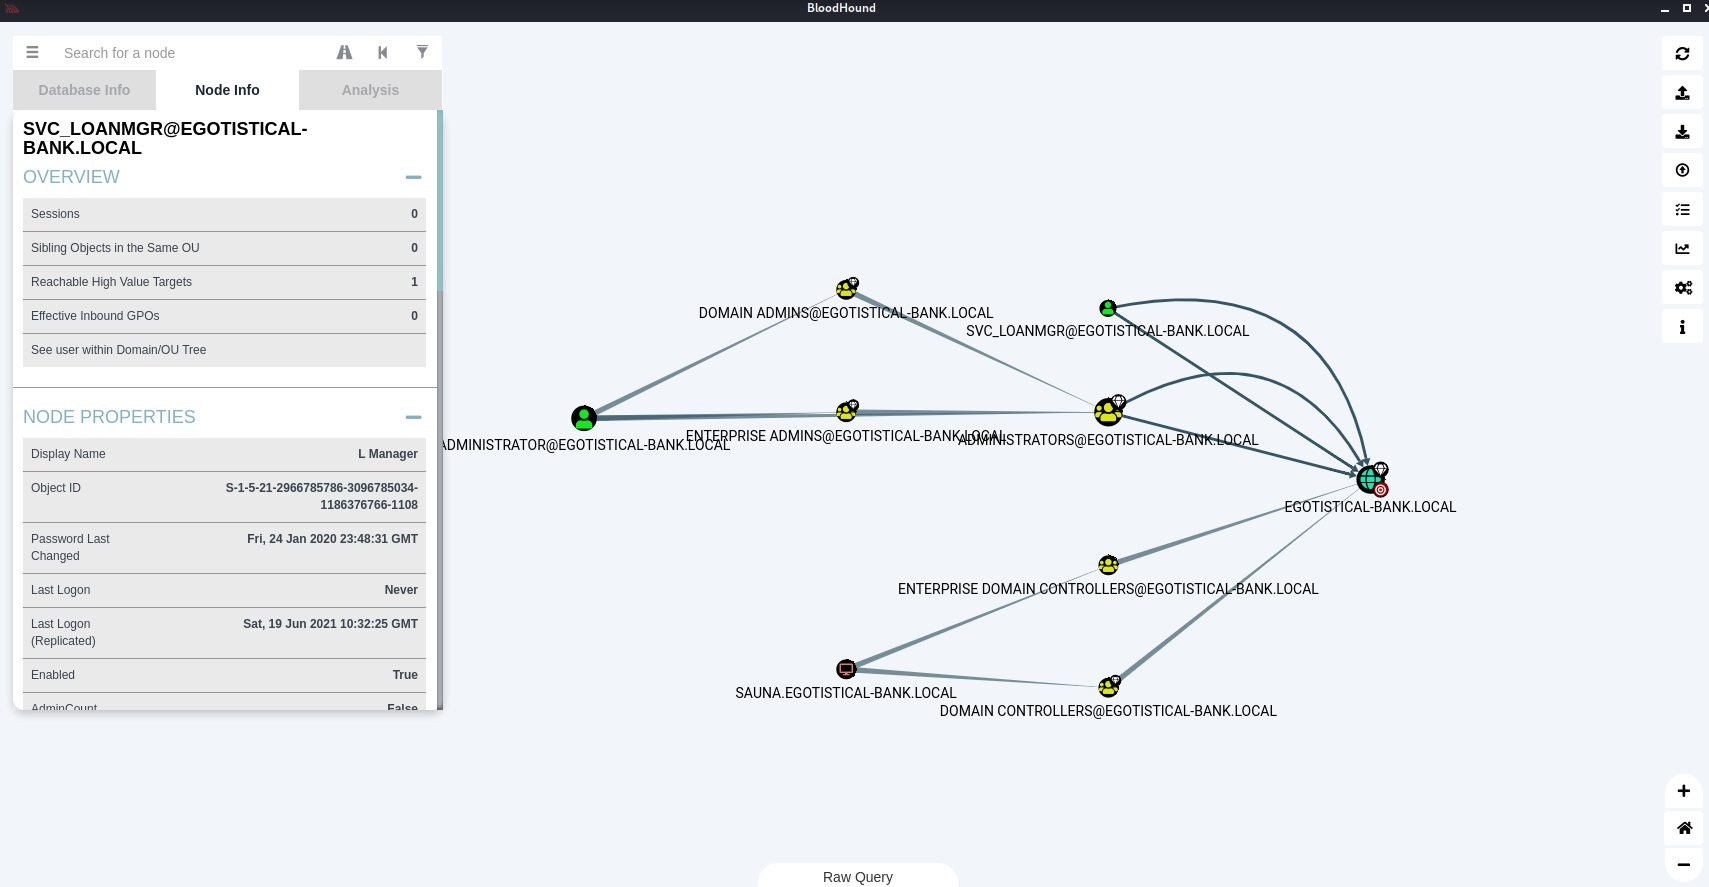 BloodHound
Search for a node
Database Info
Node Info
Analysis
SVC_LOANMGR@EGOTISTICAL-
BANK.LOCAL
OVERVIEW
Sessions 0
Sibling Objects in the Same OU 0
Reachable High Value Targets 1
Effective Inbound GPOs 0
See user within Domain/OU Tree
NODE PROPERTIES
Display Name L Manager
Object ID S-1-5-21-2966785786-3096785034-
1186376766-1108
Password Last Fri, 24 Jan 2020 23:48:31 GMT
Changed
Last Logon Never
Last Logon Sat, 19 Jun 2021 10:32:25 GMT
(Replicated)
Enabled True
AdminCount False
DOMAIN ADMINS@EGOTISTICAL-BANK.LOCAL
SVC_LOANMGR@EGOTISTICAL-BANK.LOCAL
ADMINISTRATOR@EGOTISTICAL-BANK.LOCAL
ENTERPRISE ADMINS@EGOTISTICAL-BANK.LOCAL
ADMINISTRATORS@EGOTISTICAL-BANK.LOCAL
EGOTISTICAL-BANK.LOCAL
ENTERPRISE DOMAIN CONTROLLERS@EGOTISTICAL-BANK.LOCAL
SAUNA.EGOTISTICAL-BANK.LOCAL
DOMAIN CONTROLLERS@EGOTISTICAL-BANK.LOCAL
Raw Query